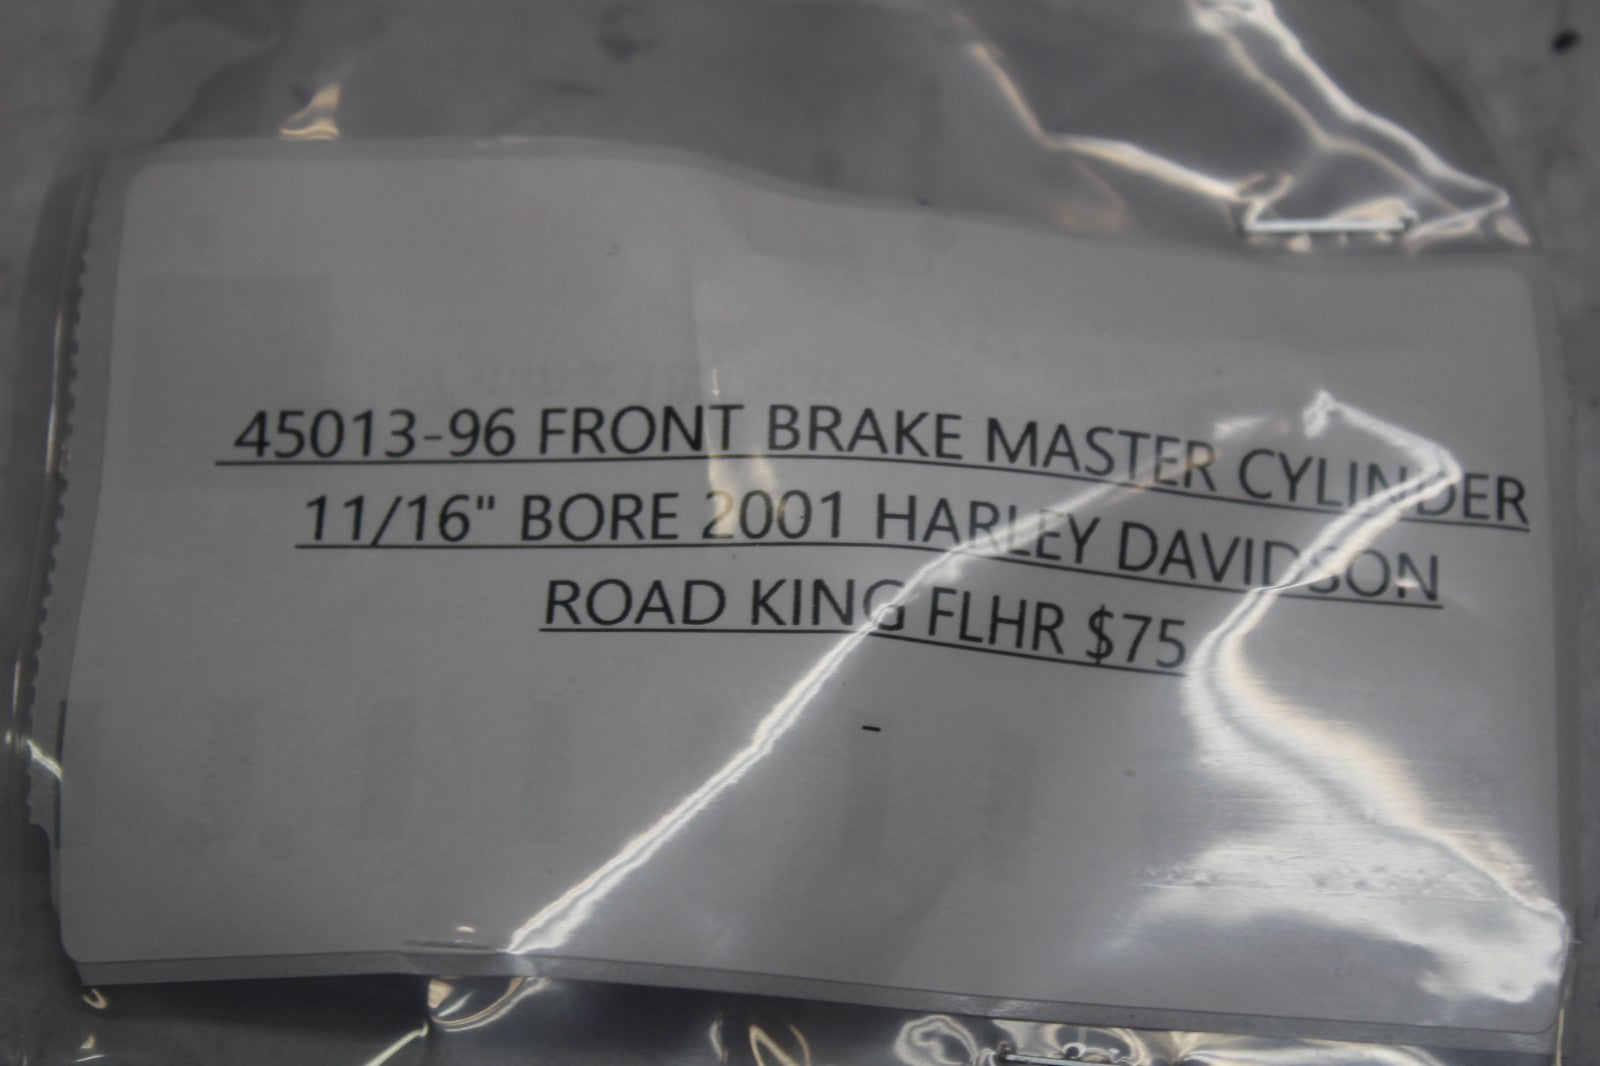 45013-96 FRONT BRAKE MASTER CYLINDER
11/16" BORE 2001 HARLEY DAVIDSON
ROAD KING FLHR $75
-